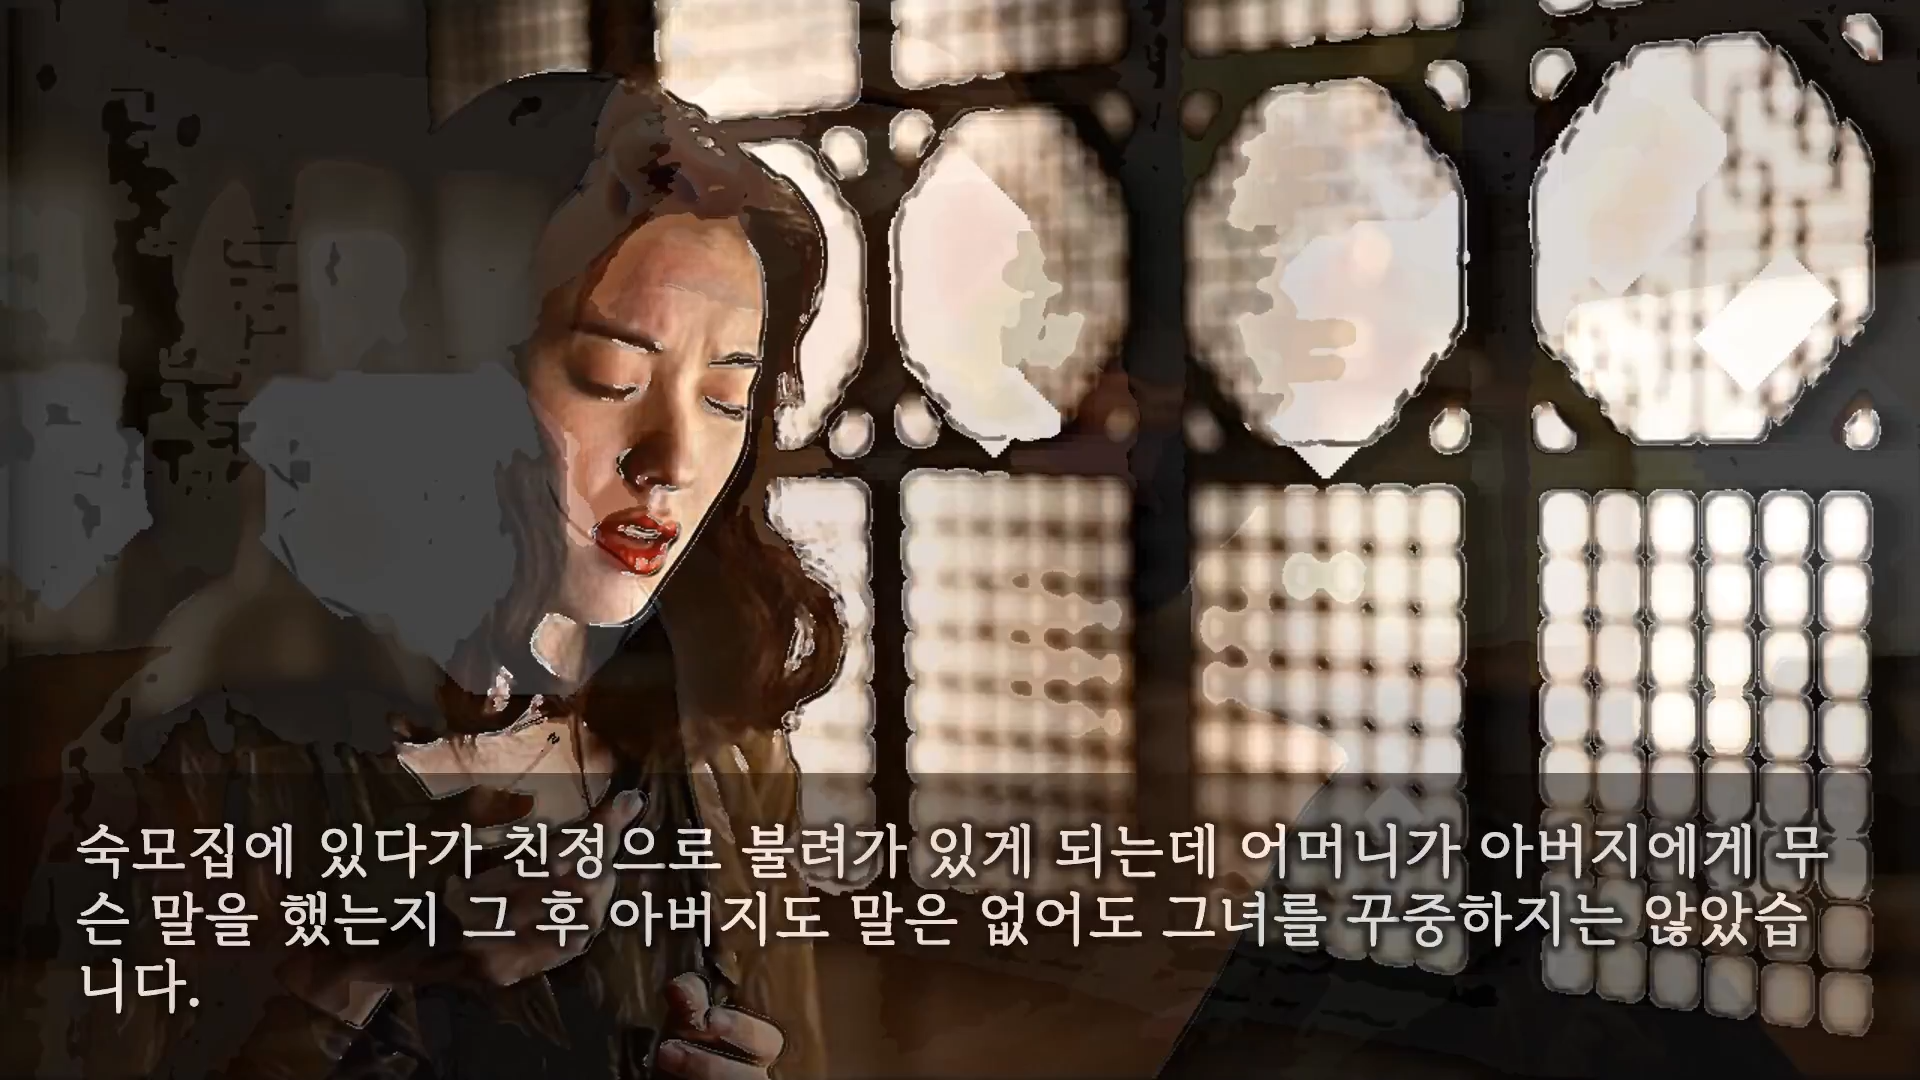 숙모집에 있다가 친정으로 불려가 있게 되는데 어머니가 아버지에게 무
슨 말을 했는지 그 후 아버지도 말은 없어도 그녀를 꾸중하지는 않았습
니다.